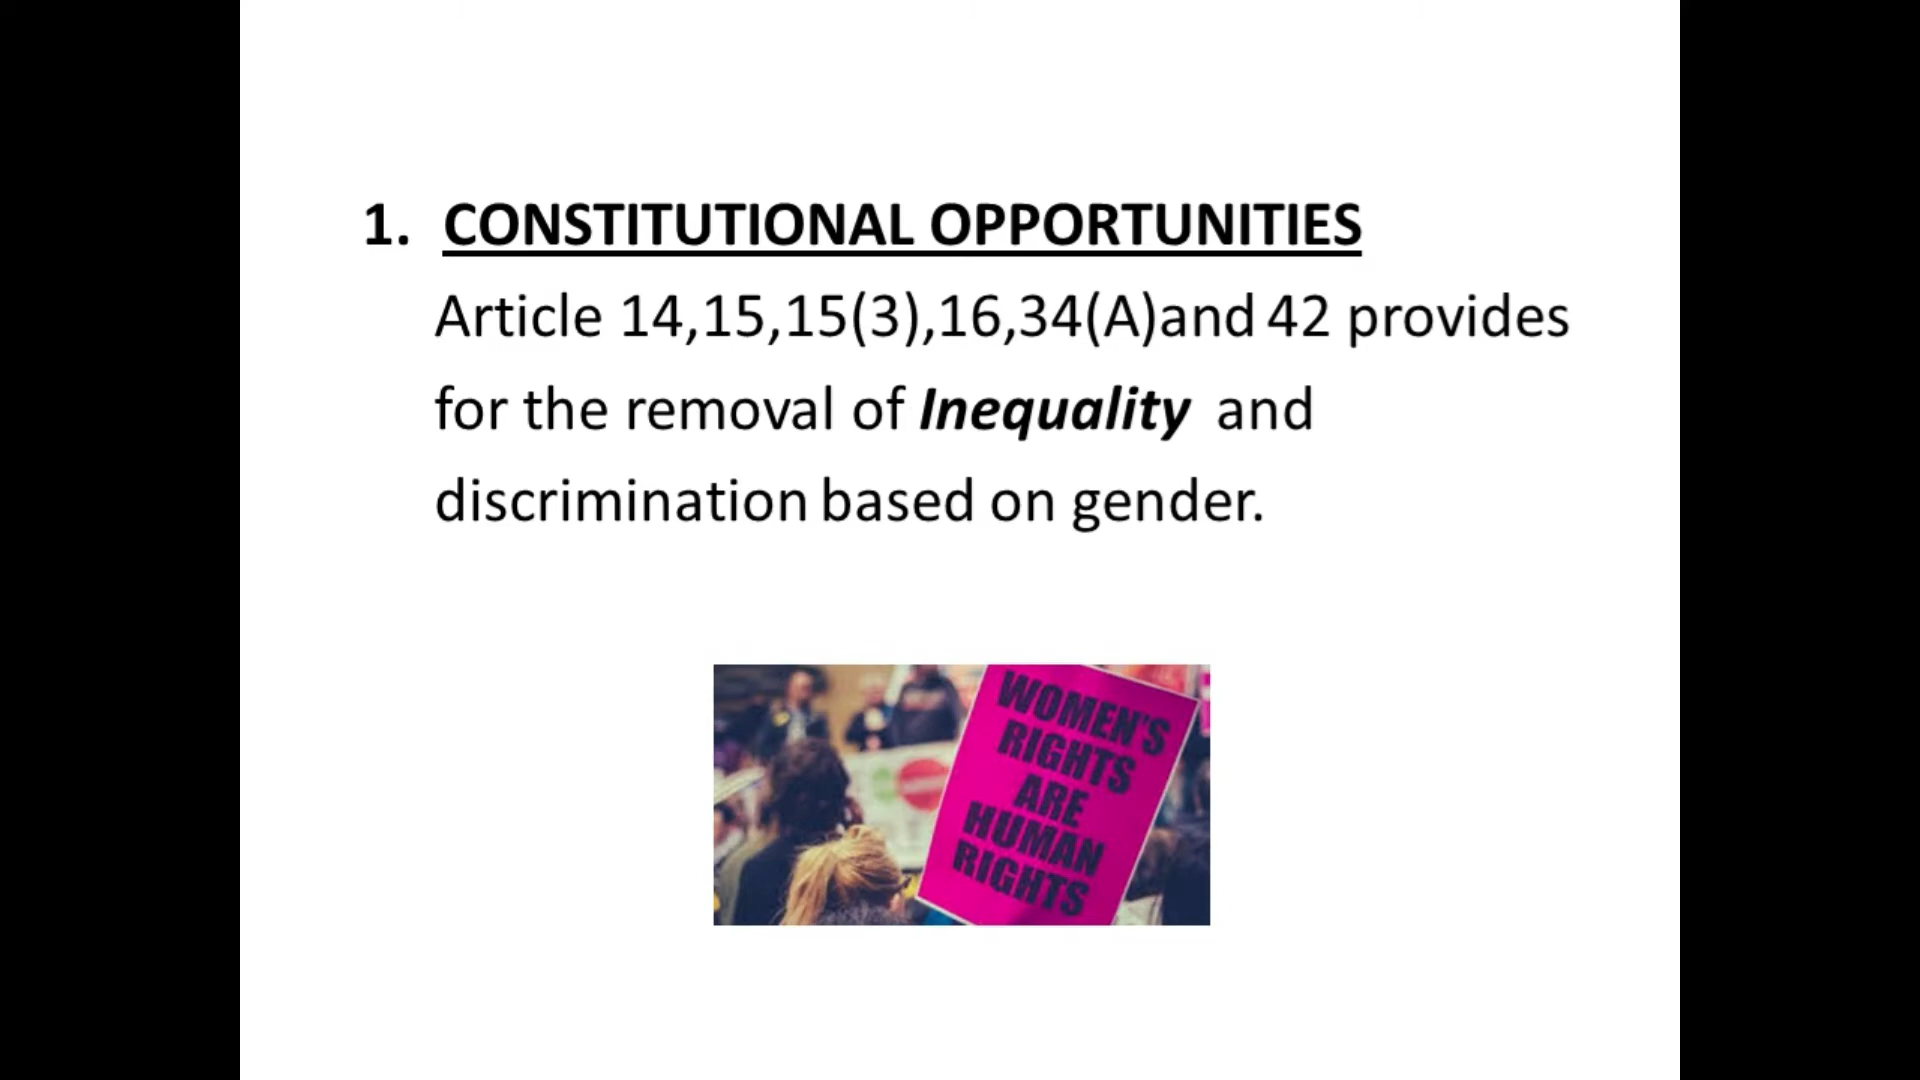 1. CONSTITUTIONAL OPPORTUNITIES
Article 14,15,15(3),16,34(A)and 42 provides
for the removal of Inequality and
discrimination based on gender.
WOMEN'S
RIGHTS
ARE
HUMAN
RIGHTS